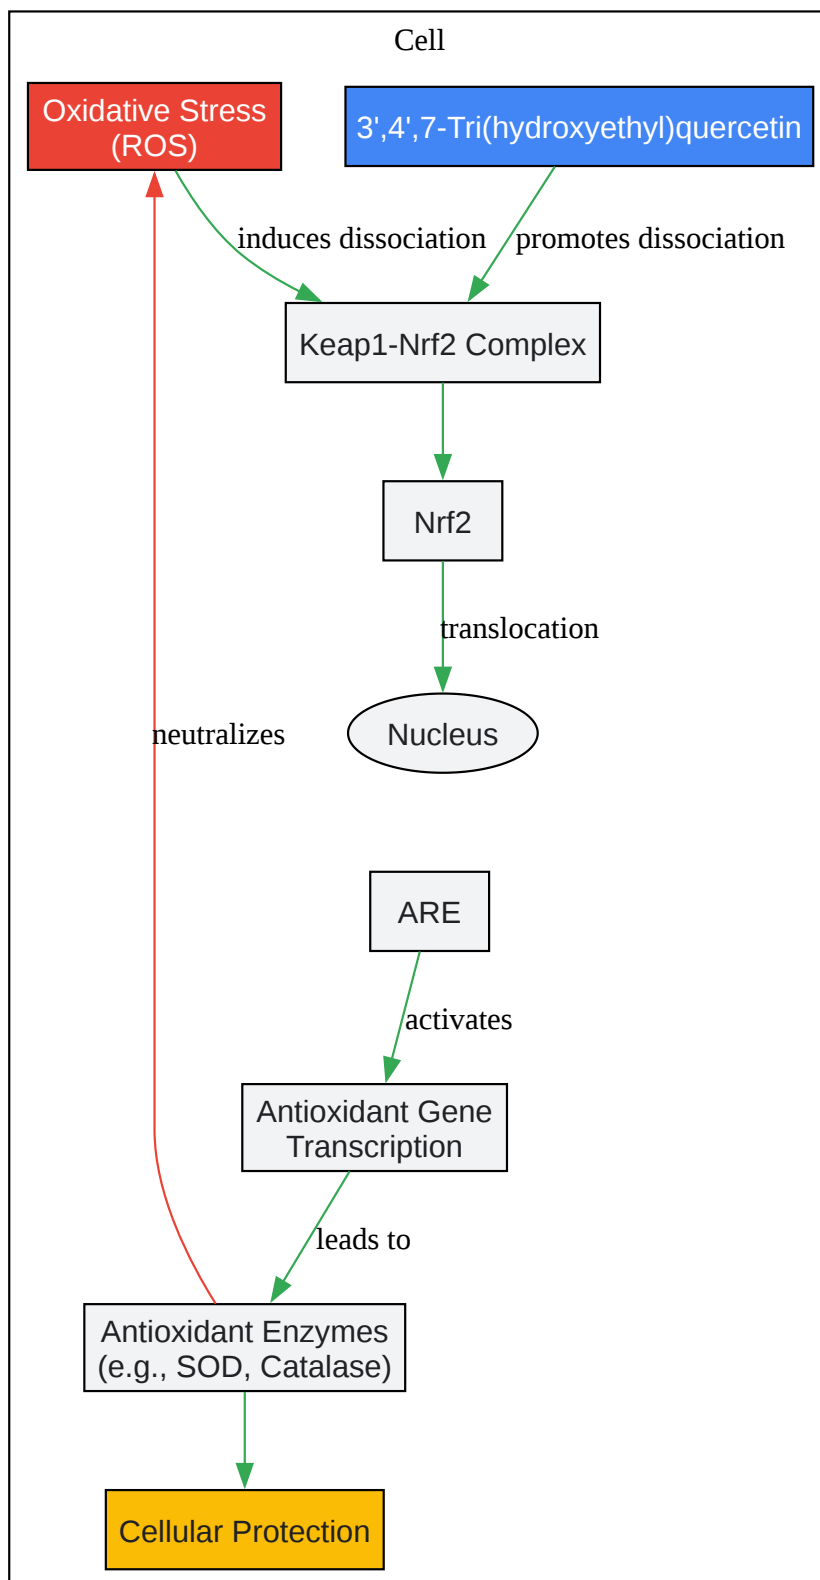 Cell
Oxidative Stress
(ROS)
3',4',7-Tri(hydroxyethyl)quercetin
induces dissociation
promotes dissociation
Keap1-Nrf2 Complex
Nrf2
translocation
neutralizes
Nucleus
ARE
activates
Antioxidant Gene
Transcription
leads to
Antioxidant Enzymes
(e.g., SOD, Catalase)
Cellular Protection